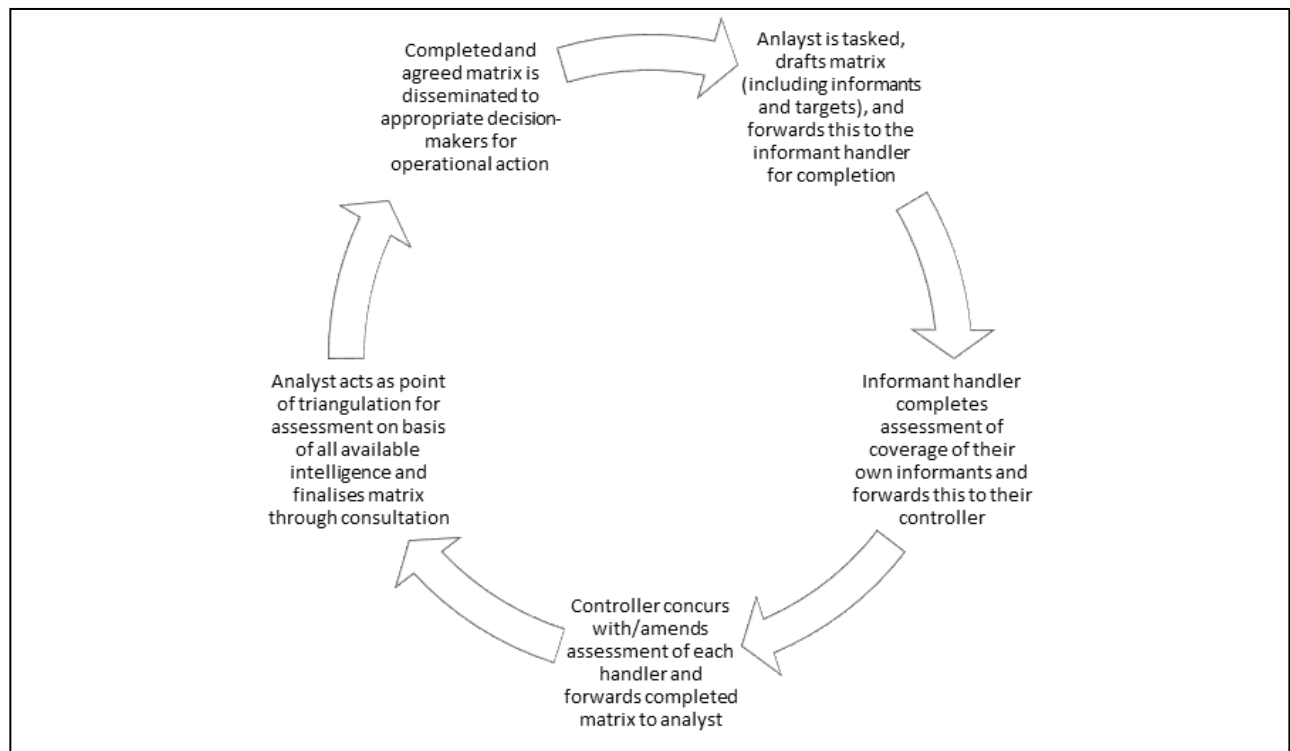 Completed and
agreed matrix is
disseminated to
appropriate decision-
makers for
operational action
Anlayst is tasked,
drafts matrix
(including informants
and targets), and
forwards this to the
informant handler
for completion
Informant handler
completes
assessment of
coverage of their
own informants and
forwards this to their
controller
Controller concurs
with/amends
assessment of each
handler and
forwards completed
matrix to analyst
Analyst acts as point
of triangulation for
assessment on basis
of all available
intelligence and
finalises matrix
through consultation